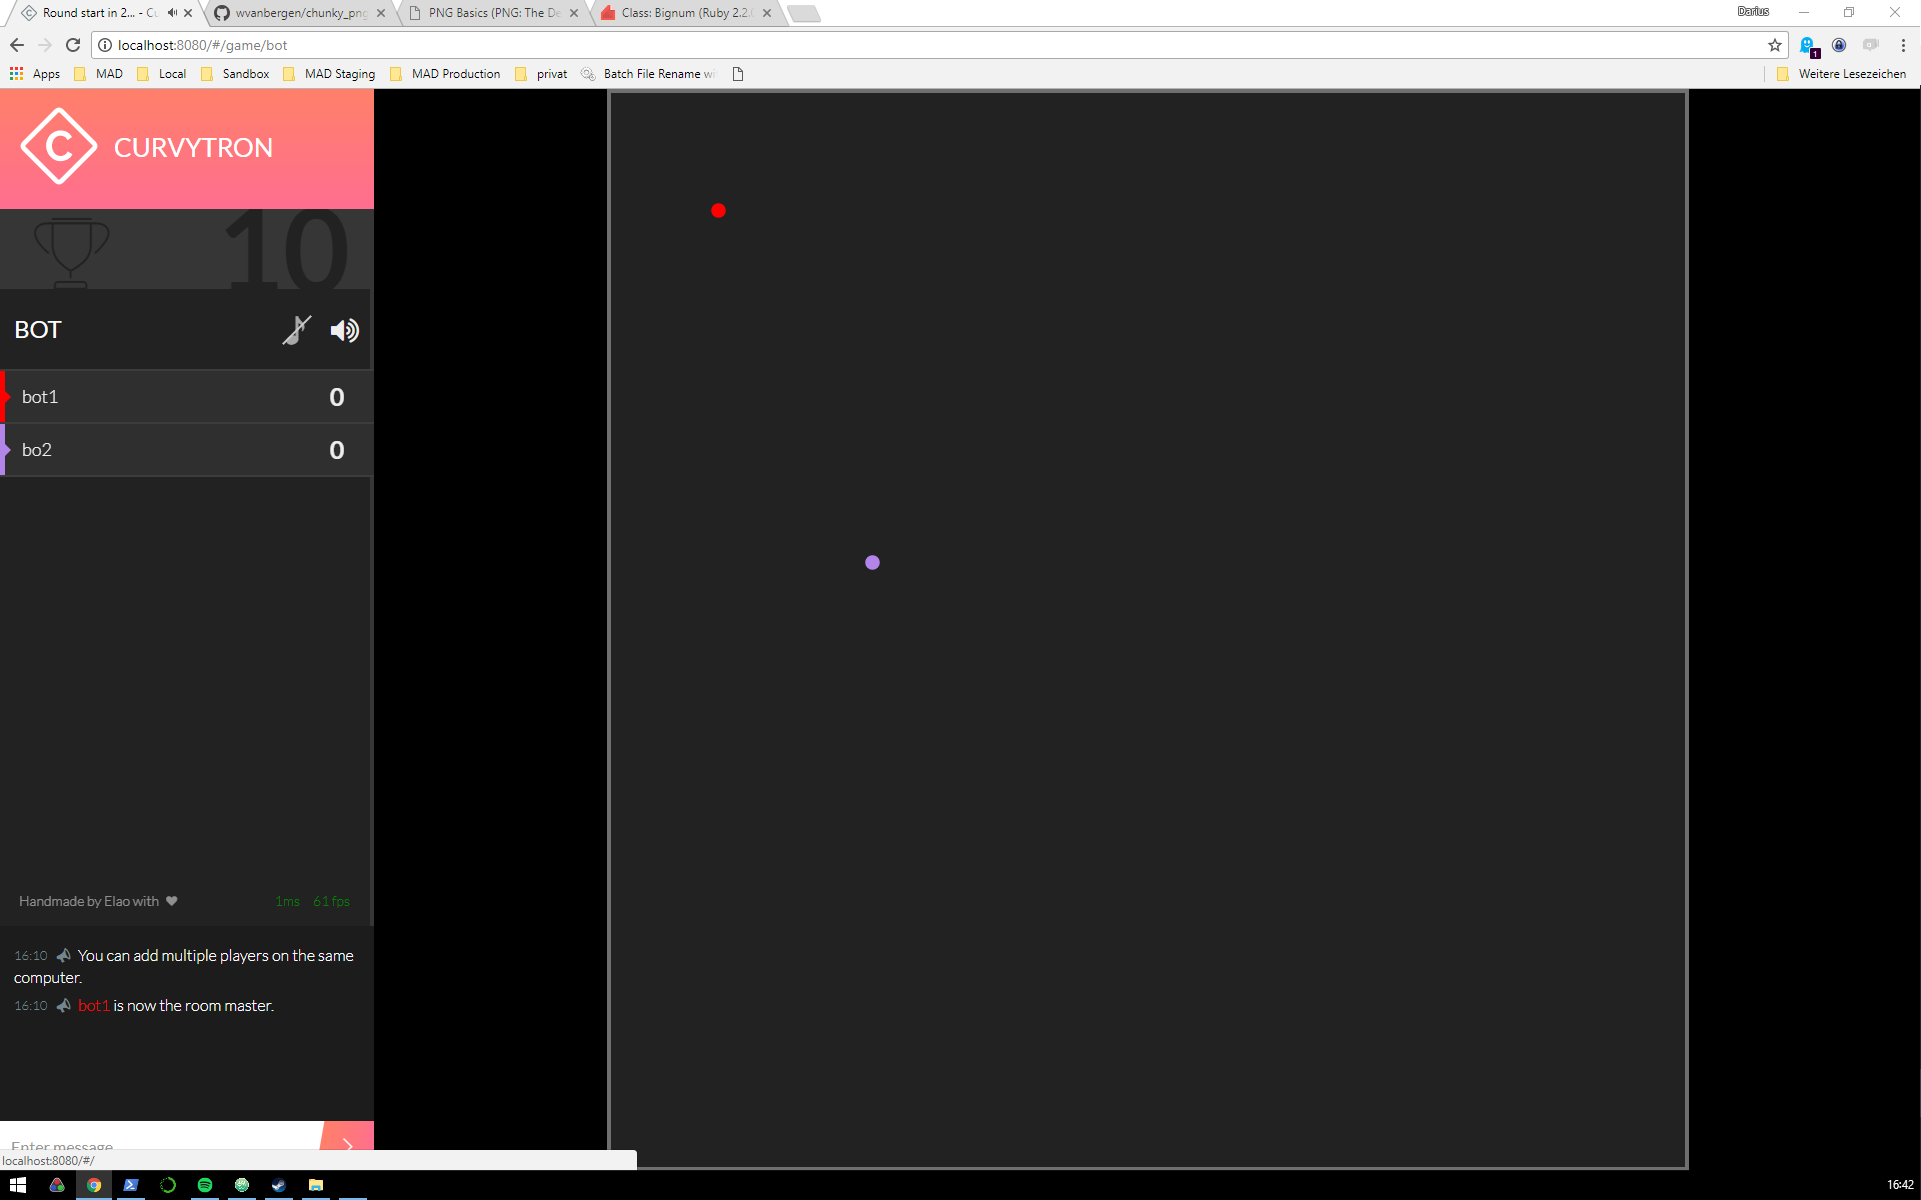 Round start in 2... - Cu
wvanbergen/chunky_png
PNG Basics (PNG: The De
Class: Bignum (Ruby 2.2.
Darius
localhost:8080/#/game/bot
1
Apps
MAD
Local
Sandbox
MAD Staging
MAD Production
privat
Batch File Rename wi
Weitere Lesezeichen
C
CURVYTRON
10
BOT
bot1 0
bo2 0
Handmade by Elao with
1ms 61 fps
16:10 You can add multiple players on the same
computer.
16:10 bot1 is now the room master.
Enter message
localhost:8080/#/
16:42